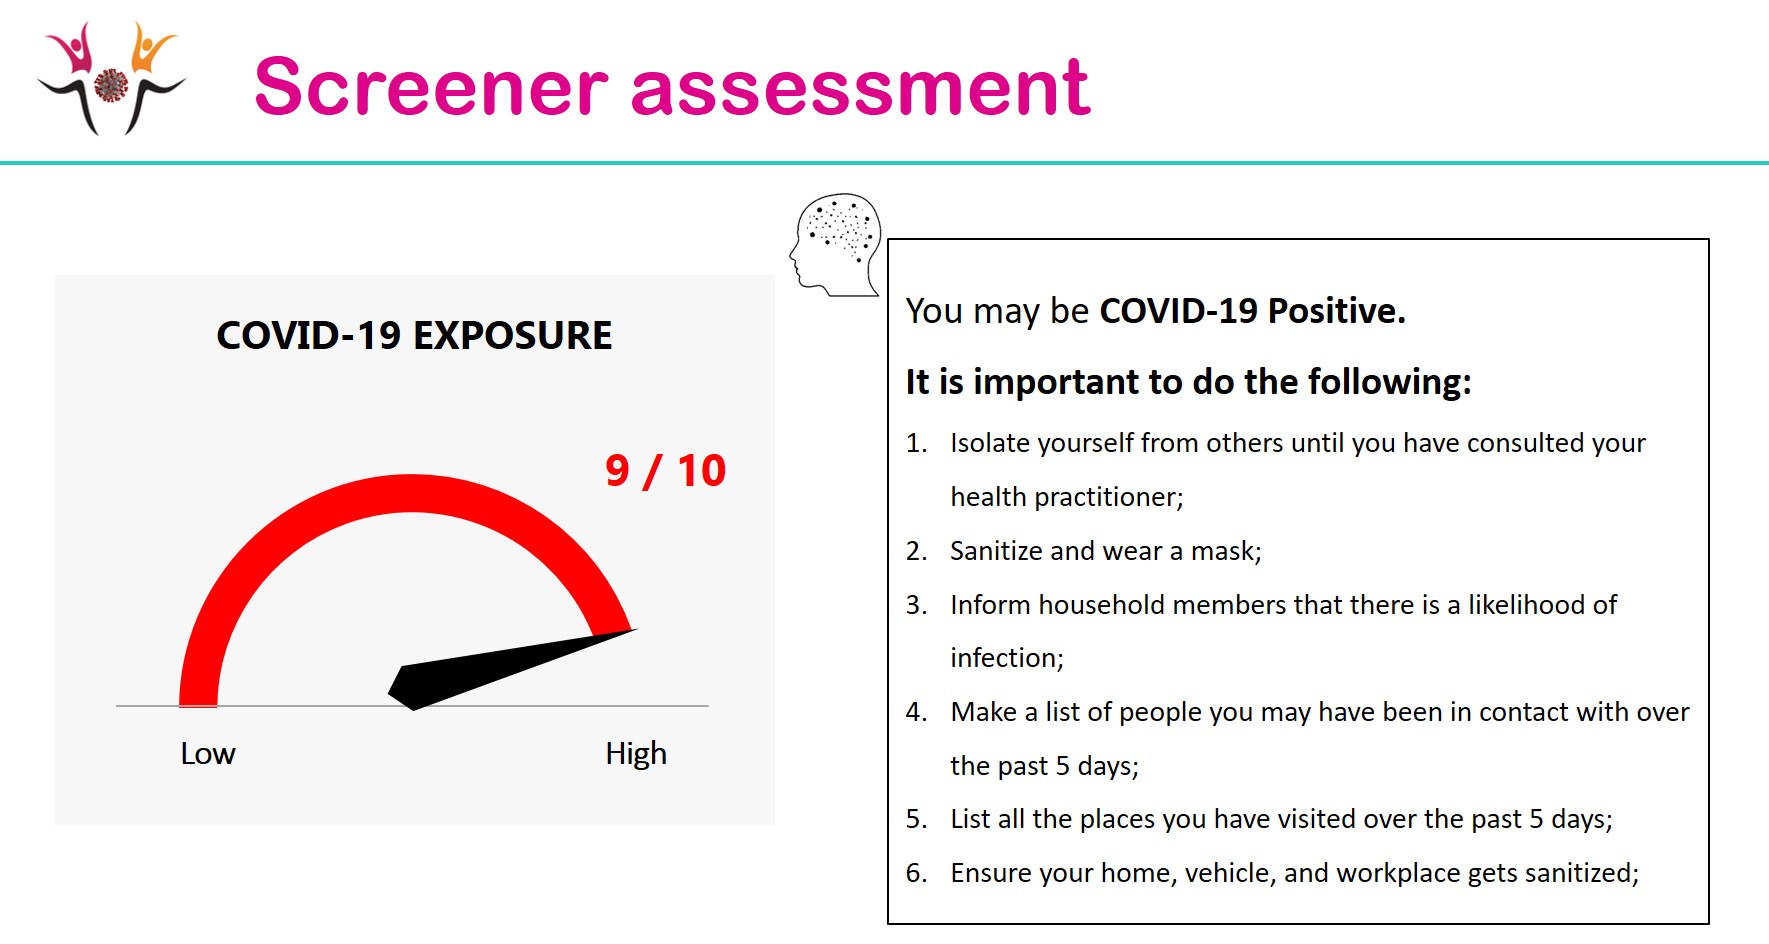 Screener assessment
COVID-19 EXPOSURE
9 / 10
Low
High
You may be COVID-19 Positive.
It is important to do the following:
1. Isolate yourself from others until you have consulted your
health practitioner;
2. Sanitize and wear a mask;
3. Inform household members that there is a likelihood of
infection;
4. Make a list of people you may have been in contact with over
the past 5 days;
5. List all the places you have visited over the past 5 days;
6. Ensure your home, vehicle, and workplace gets sanitized;